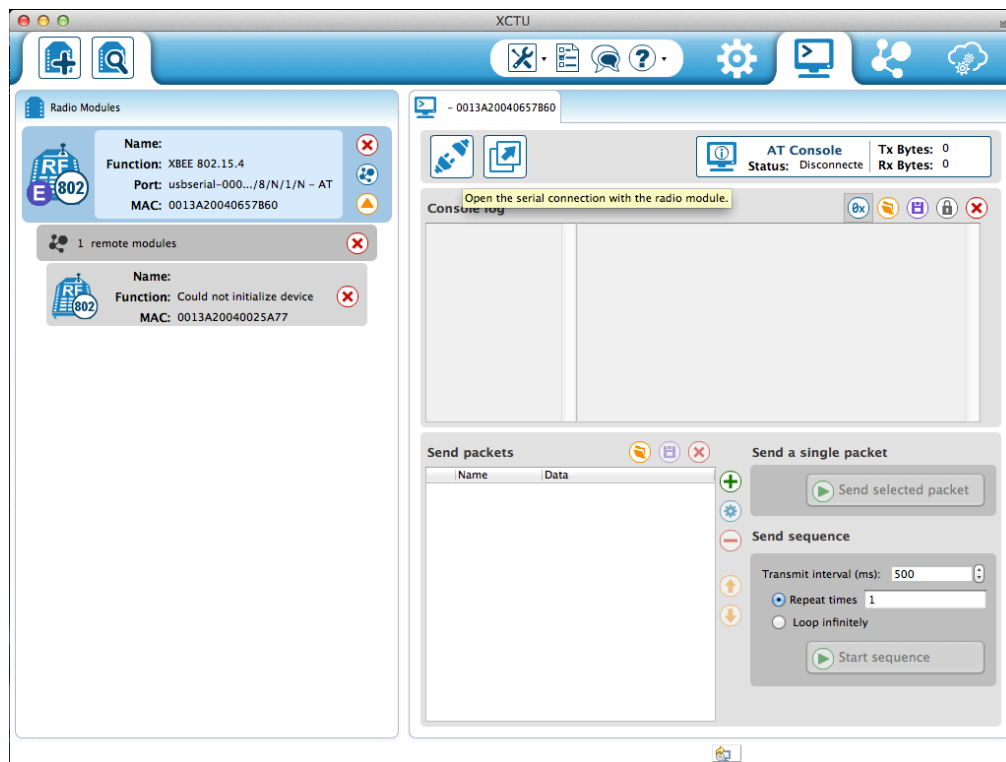 XCTU
Radio Modules
Name:
Function: XBEE 802.15.4
Port: usbserial-000.../8/N/1/N - AT
MAC: 0013A20040657B60
RF
802
E
1 remote modules
Name:
Function: Could not initialize device
MAC: 0013A20040025A77
RF
802
- 0013A20040657B60
AT Console
Status: Disconnecte
Tx Bytes: 0
Rx Bytes: 0
Open the serial connection with the radio module.
Console log
0x
Send packets
Name Data
Send a single packet
Send selected packet
Send sequence
Transmit interval (ms): 500
Repeat times 1
Loop infinitely
Start sequence